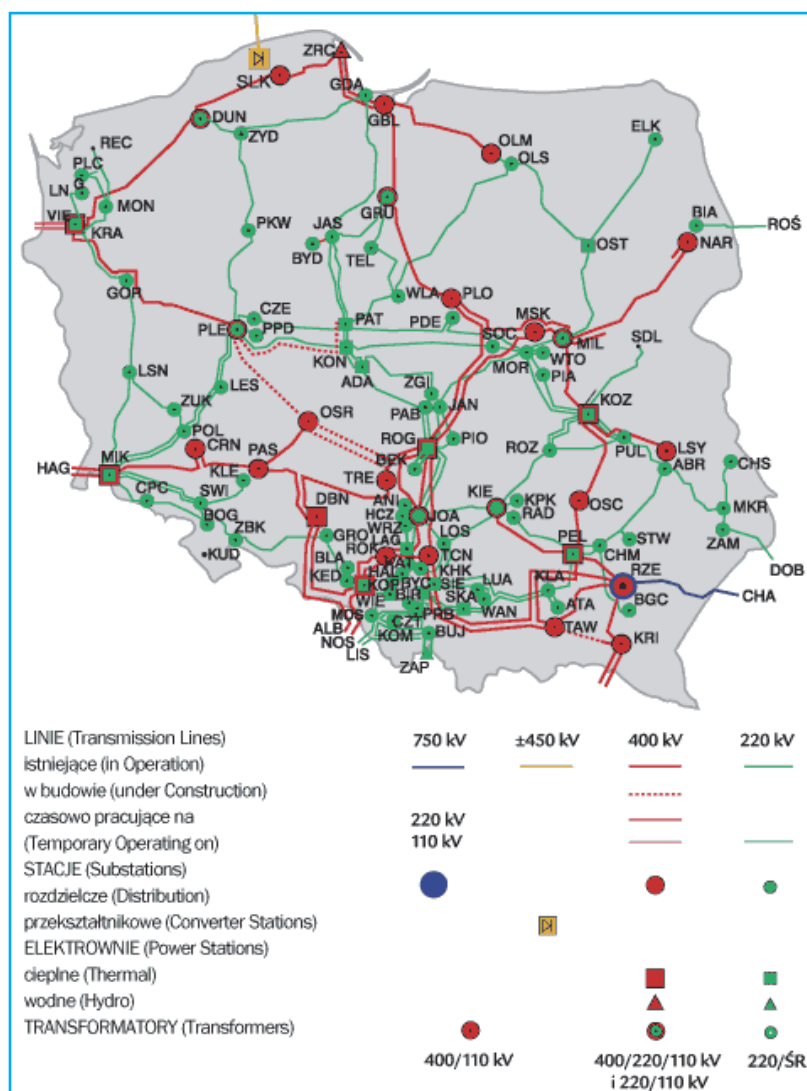 ZRC
SLK
GDA
GBL
DUN
ZYD
OLM
OLS
ELK
REC
PLC
LN
G
MON
VIE
KRA
PKW
JAS
GRU
BYD
TEL
BIA
ROŚ
NAR
OST
GOR
WLA
PLO
CZE
PLE
PPD
PAT
PDE
MSK
SOC
MIL
KON
MOR
WTO
SDL
ADA
PIA
LSN
LES
ZGI
ZUK
OSR
PAB
JAN
KOZ
POL
CRN
PAS
ROG
PIO
ROZ
PUL
LSY
HAG
MIK
KLE
TRE
ABR
CHS
CPC
SWI
DBN
ANI
KIE
KPK
OSC
BOG
HCZ
JOA
RAD
MKR
ZBK
GRO
WRZ
LOS
PEL
STW
ZAM
KUD
ROK
LAG
CHM
BLA
TCN
RZE
DOB
KED
HAL
KAT
KHK
KOP
BYC
SIE
LUA
KLA
CHA
WIE
BIR
SKA
BGC
MOS
PRB
WAN
ATA
ALB
CZT
TAW
NOS
KOM
BUJ
KRI
LIS
ZAP
LINIE (Transmission Lines) 750 kV ±450 kV 400 kV 220 kV
istniejące (in Operation)
w budowie (under Construction)
czasowo pracujące na 220 kV
(Temporary Operating on) 110 kV
STACJE (Substations)
rozdzielcze (Distribution)
przekształtnikowe (Converter Stations)
ELEKTROWNIE (Power Stations)
cieplne (Thermal)
wodne (Hydro)
TRANSFORMATORY (Transformers)
400/110 kV 400/220/110 kV 220/ŚR.
i 220/110 kV